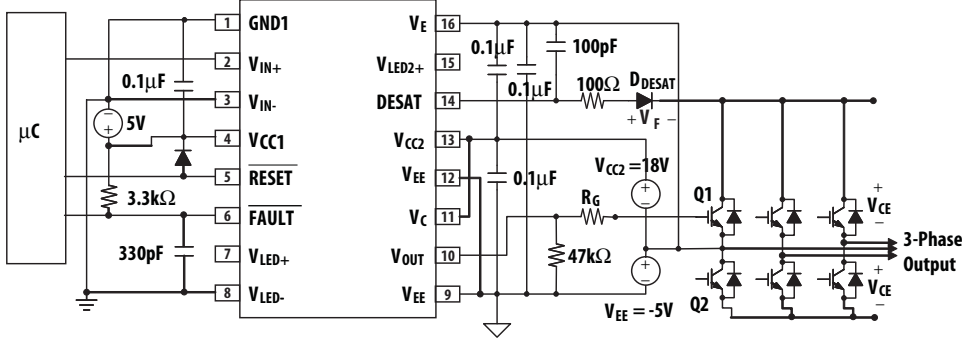 μC
1 GND1
2 VIN+
3 VIN-
4 VCC1
5 RESET
6 FAULT
7 VLED+
8 VLED-
0.1μF
5V
3.3kΩ
330pF
VE 16
VLED2+ 15
DESAT 14
VCC2 13
VEE 12
VC 11
VOUT 10
VEE 9
0.1μF
0.1μF
100pF
100Ω
DDESAT
+ VF −
0.1μF
VCC2 = 18V
RG
47kΩ
VEE = -5V
Q1
Q2
+
VCE
−
3-Phase
Output
+
VCE
−